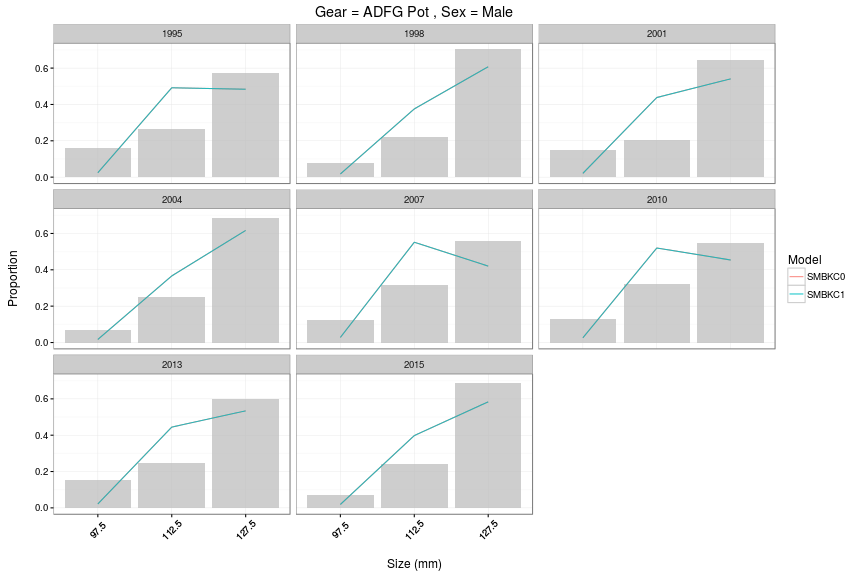 Gear = ADFG Pot , Sex = Male
1995 1998 2001
0.6
0.4
0.2
0.0
2004 2007 2010
0.6
0.4
0.2
0.0
2013 2015
0.6
0.4
0.2
0.0
97.5 112.5 127.5 97.5 112.5 127.5
Size (mm)
Proportion
Model
SMBKC0
SMBKC1